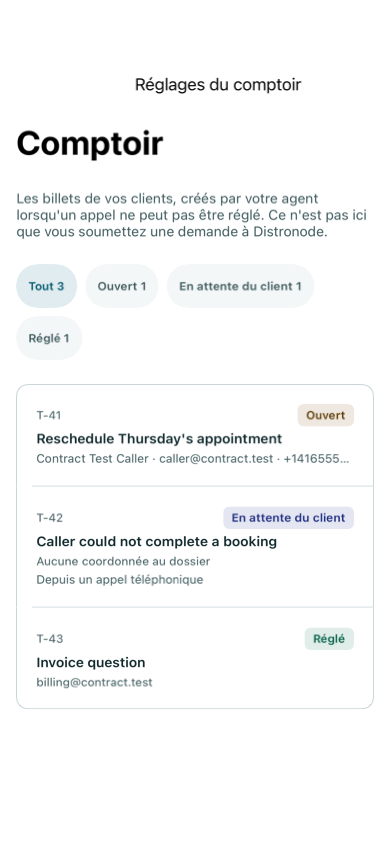 Réglages du comptoir
Comptoir
Les billets de vos clients, créés par votre agent
lorsqu'un appel ne peut pas être réglé. Ce n'est pas ici
que vous soumettez une demande à Distronode.
Tout 3
Ouvert 1
En attente du client 1
Réglé 1
T-41
Ouvert
Reschedule Thursday's appointment
Contract Test Caller · caller@contract.test · +1416555...
T-42
En attente du client
Caller could not complete a booking
Aucune coordonnée au dossier
Depuis un appel téléphonique
T-43
Réglé
Invoice question
billing@contract.test